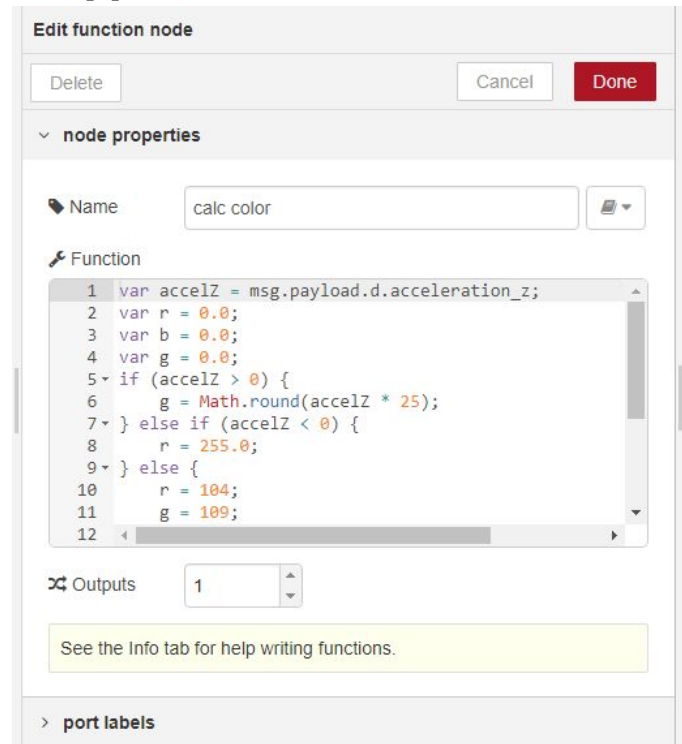 Edit function node
Delete
Cancel
Done
node properties
Name
calc color
Function
1 var accelZ = msg.payload.d.acceleration_z;
2 var r = 0.0;
3 var b = 0.0;
4 var g = 0.0;
5 if (accelZ > 0) {
6     g = Math.round(accelZ * 25);
7 } else if (accelZ < 0) {
8     r = 255.0;
9 } else {
10     r = 104;
11     g = 109;
12
Outputs
1
See the Info tab for help writing functions.
port labels